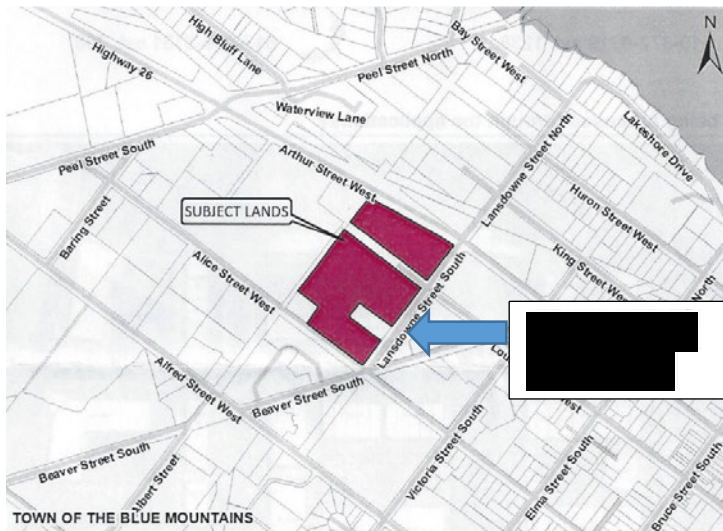 N
High Bluff Lane
Bay Street West
Highway 26
Peel Street North
Waterview Lane
Lansdowne Street North
Lakeshore Drive
Peel Street South
Arthur Street West
SUBJECT LANDS
Huron Street West
Baring Street
King Street West
North
Alice Street West
Lansdowne Street South
Alfred Street West
Beaver Street South
West
Beaver Street South
Albert Street
Victoria Street South
Elma Street South
Bruce Street South
TOWN OF THE BLUE MOUNTAINS